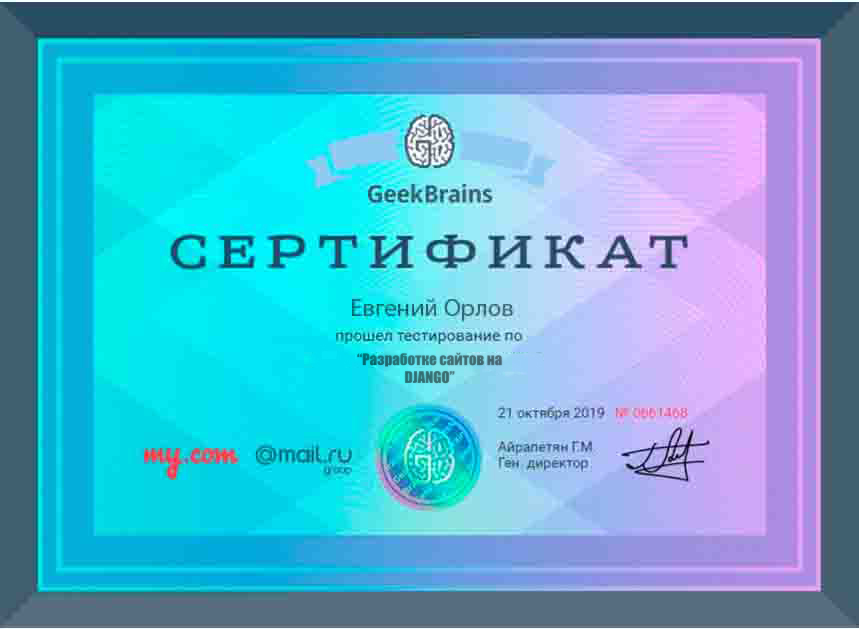 GeekBrains
СЕРТИФИКАТ
Евгений Орлов
прошел тестирование по
"Разработке сайтов на
DJANGO"
21 октября 2019 № 0661468
my.com @mail.ru
group
Айрапетян Г.М.
Ген. директор